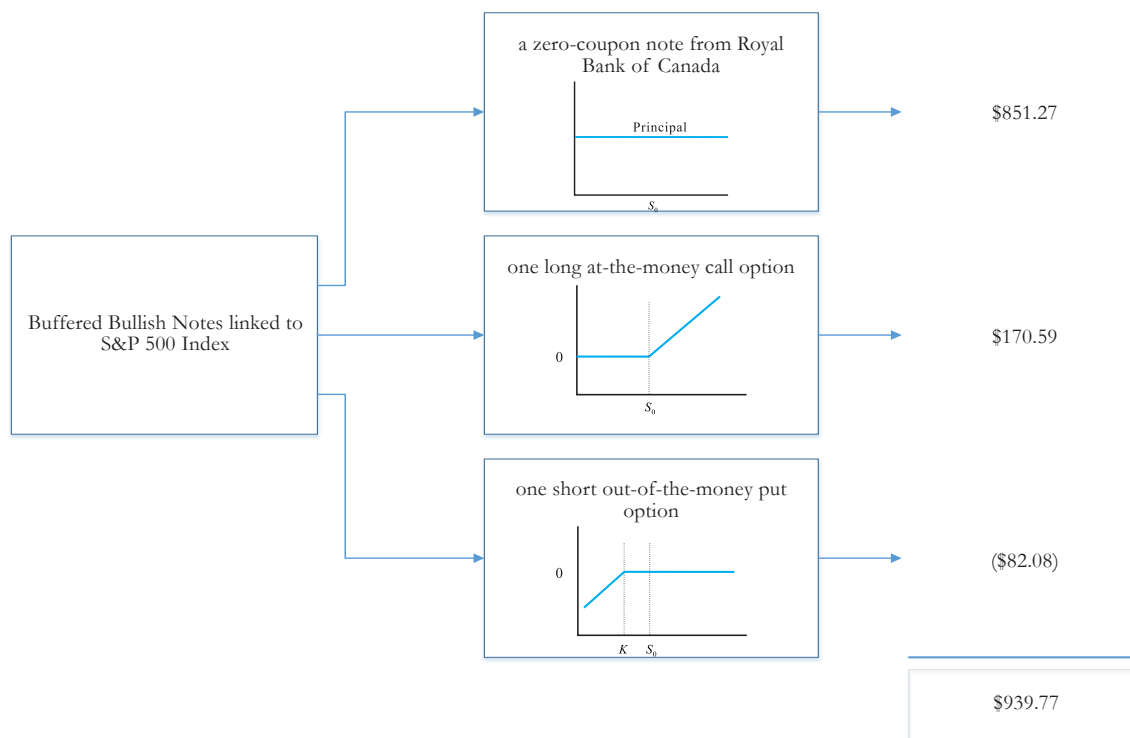 a zero-coupon note from Royal
Bank of Canada
Principal
S₀
$851.27
Buffered Bullish Notes linked to
S&P 500 Index
one long at-the-money call option
0
S₀
$170.59
one short out-of-the-money put
option
0
K
S₀
($82.08)
$939.77